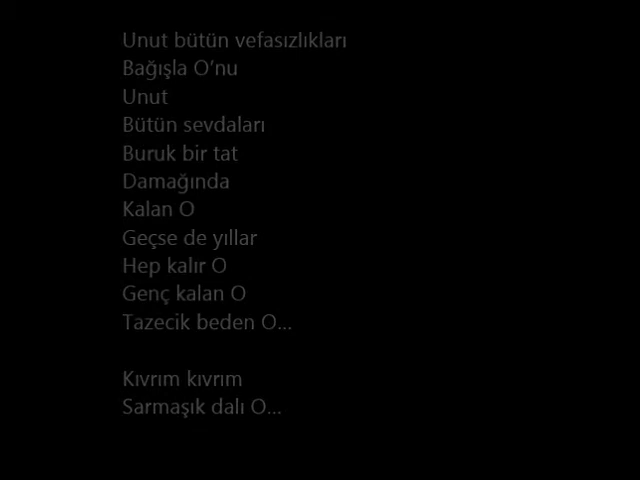 Unut bütün vefasızlıkları
Bağışla O’nu
Unut
Bütün sevdaları
Buruk bir tat
Damağında
Kalan O
Geçse de yıllar
Hep kalır O
Genç kalan O
Tazecik beden O...
Kıvrım kıvrım
Sarmaşık dalı O...